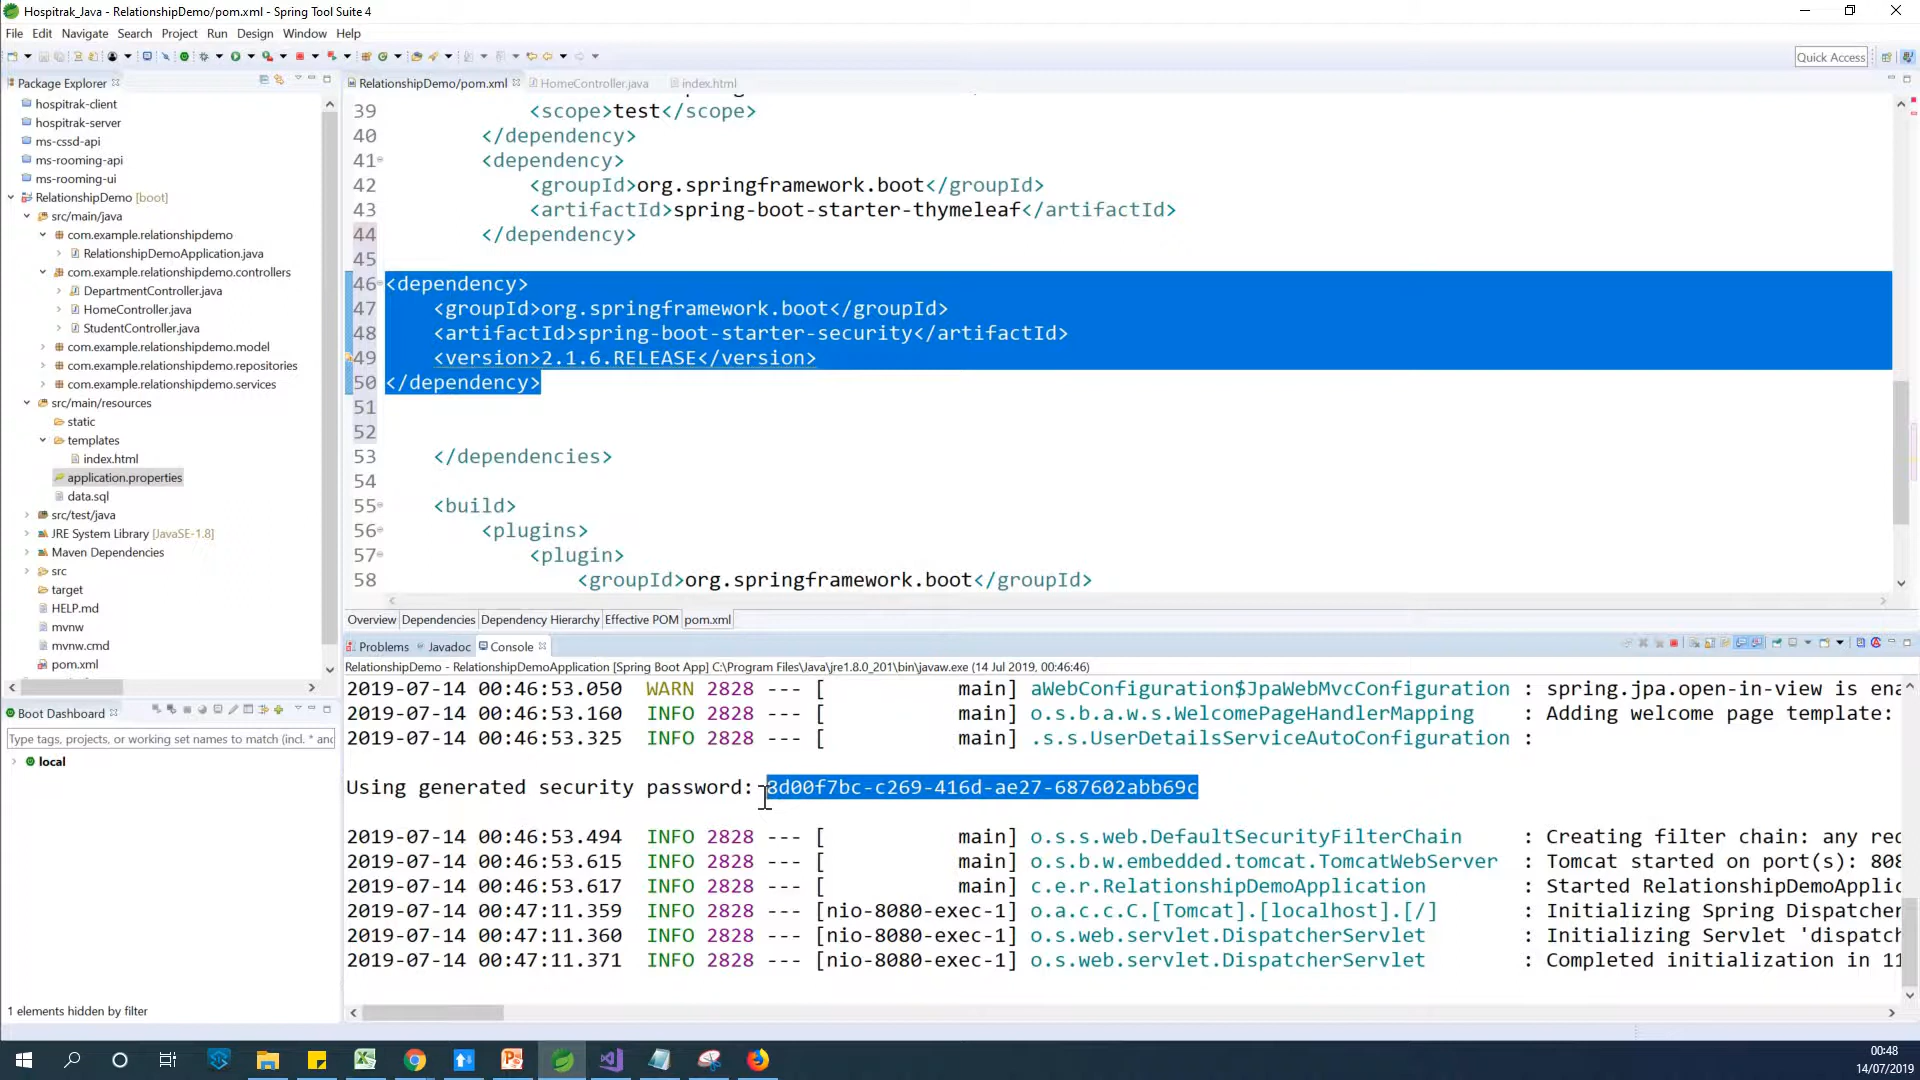 Hospitrak_Java - RelationshipDemo/pom.xml - Spring Tool Suite 4
File Edit Navigate Search Project Run Design Window Help
Quick Access
Package Explorer
hospitrak-client
hospitrak-server
ms-cssd-api
ms-rooming-api
ms-rooming-ui
RelationshipDemo [boot]
src/main/java
com.example.relationshipdemo
RelationshipDemoApplication.java
com.example.relationshipdemo.controllers
DepartmentController.java
HomeController.java
StudentController.java
com.example.relationshipdemo.model
com.example.relationshipdemo.repositories
com.example.relationshipdemo.services
src/main/resources
static
templates
index.html
application.properties
data.sql
src/test/java
JRE System Library [JavaSE-1.8]
Maven Dependencies
src
target
HELP.md
mvnw
mvnw.cmd
pom.xml
Boot Dashboard
Type tags, projects, or working set names to match (incl. * and
local
1 elements hidden by filter
RelationshipDemo/pom.xml HomeController.java index.html
39 <scope>test</scope>
40 </dependency>
41 <dependency>
42 <groupId>org.springframework.boot</groupId>
43 <artifactId>spring-boot-starter-thymeleaf</artifactId>
44 </dependency>
45
46 <dependency>
47 <groupId>org.springframework.boot</groupId>
48 <artifactId>spring-boot-starter-security</artifactId>
49 <version>2.1.6.RELEASE</version>
50 </dependency>
51
52
53 </dependencies>
54
55 <build>
56 <plugins>
57 <plugin>
58 <groupId>org.springframework.boot</groupId>
Overview Dependencies Dependency Hierarchy Effective POM pom.xml
Problems Javadoc Console
RelationshipDemo - RelationshipDemoApplication [Spring Boot App] C:\Program Files\Java\jre1.8.0_201\bin\javaw.exe (14 Jul 2019, 00:46:46)
2019-07-14 00:46:53.050 WARN 2828 --- [ main] aWebConfiguration$JpaWebMvcConfiguration : spring.jpa.open-in-view is ena
2019-07-14 00:46:53.160 INFO 2828 --- [ main] o.s.b.a.w.s.WelcomePageHandlerMapping : Adding welcome page template:
2019-07-14 00:46:53.325 INFO 2828 --- [ main] .s.s.UserDetailsServiceAutoConfiguration :
Using generated security password: 3d00f7bc-c269-416d-ae27-687602abb69c
2019-07-14 00:46:53.494 INFO 2828 --- [ main] o.s.s.web.DefaultSecurityFilterChain : Creating filter chain: any req
2019-07-14 00:46:53.615 INFO 2828 --- [ main] o.s.b.w.embedded.tomcat.TomcatWebServer : Tomcat started on port(s): 808
2019-07-14 00:46:53.617 INFO 2828 --- [ main] c.e.r.RelationshipDemoApplication : Started RelationshipDemoApplic
2019-07-14 00:47:11.359 INFO 2828 --- [nio-8080-exec-1] o.a.c.c.C.[Tomcat].[localhost].[/] : Initializing Spring Dispatcher
2019-07-14 00:47:11.360 INFO 2828 --- [nio-8080-exec-1] o.s.web.servlet.DispatcherServlet : Initializing Servlet 'dispatch
2019-07-14 00:47:11.371 INFO 2828 --- [nio-8080-exec-1] o.s.web.servlet.DispatcherServlet : Completed initialization in 11
00:48
14/07/2019